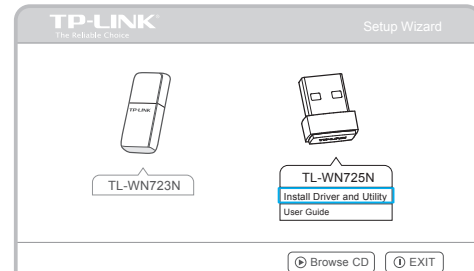 TP-LINK
The Reliable Choice
Setup Wizard
TP-LINK
TL-WN723N
TL-WN725N
Install Driver and Utility
User Guide
Browse CD
EXIT